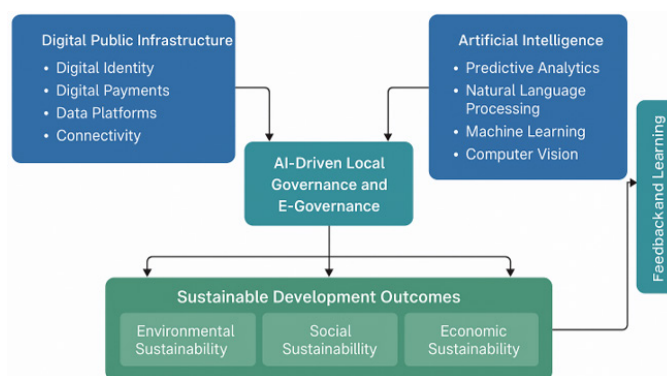 Digital Public Infrastructure
• Digital Identity
• Digital Payments
• Data Platforms
• Connectivity
Artificial Intelligence
• Predictive Analytics
• Natural Language
Processing
• Machine Learning
• Computer Vision
AI-Driven Local
Governance and
E-Governance
Feedbackand Learning
Sustainable Development Outcomes
Environmental
Sustainability
Social
Sustainabillity
Economic
Sustainability